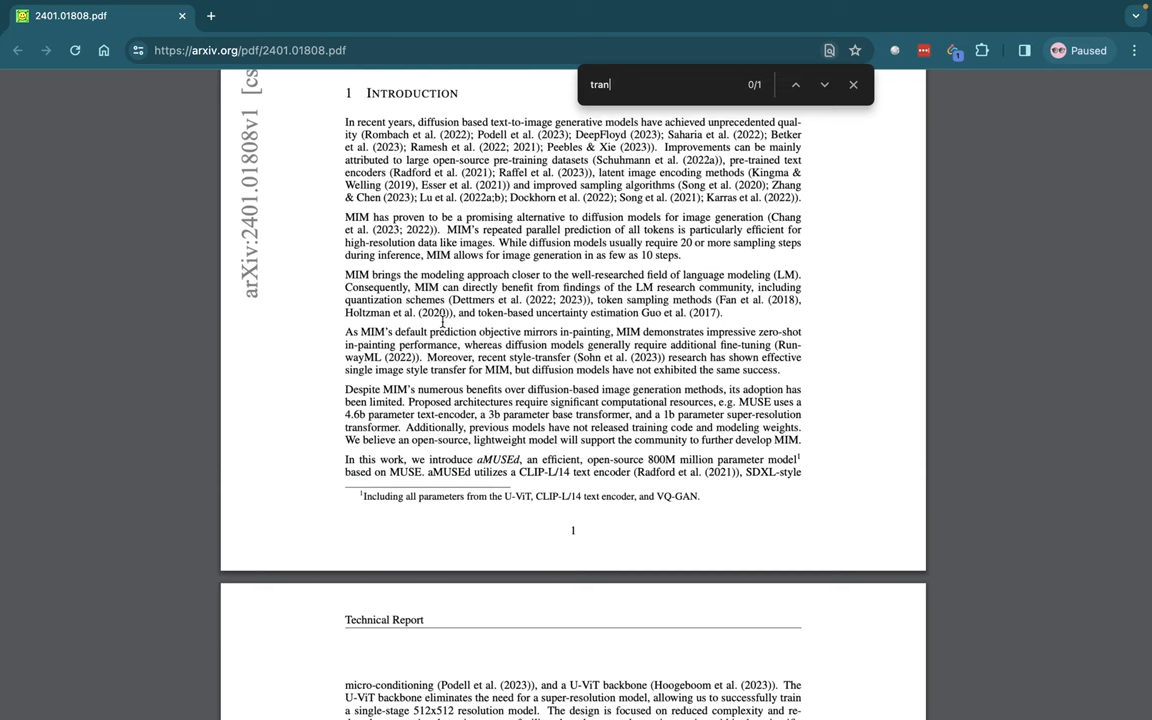 2401.01808.pdf
https://arxiv.org/pdf/2401.01808.pdf
1
Paused
tran
0/1
arXiv:2401.01808v1 [cs
1 INTRODUCTION
In recent years, diffusion based text-to-image generative models have achieved unprecedented qual-
ity (Rombach et al. (2022); Podell et al. (2023); DeepFloyd (2023); Saharia et al. (2022); Betker
et al. (2023); Ramesh et al. (2022; 2021); Peebles & Xie (2023)). Improvements can be mainly
attributed to large open-source pre-training datasets (Schuhmann et al. (2022a)), pre-trained text
encoders (Radford et al. (2021); Raffel et al. (2023)), latent image encoding methods (Kingma &
Welling (2019), Esser et al. (2021)) and improved sampling algorithms (Song et al. (2020); Zhang
& Chen (2023); Lu et al. (2022a;b); Dockhorn et al. (2022); Song et al. (2021); Karras et al. (2022)).
MIM has proven to be a promising alternative to diffusion models for image generation (Chang
et al. (2023; 2022)). MIM's repeated parallel prediction of all tokens is particularly efficient for
high-resolution data like images. While diffusion models usually require 20 or more sampling steps
during inference, MIM allows for image generation in as few as 10 steps.
MIM brings the modeling approach closer to the well-researched field of language modeling (LM).
Consequently, MIM can directly benefit from findings of the LM research community, including
quantization schemes (Dettmers et al. (2022; 2023)), token sampling methods (Fan et al. (2018),
Holtzman et al. (2020)), and token-based uncertainty estimation Guo et al. (2017).
As MIM's default prediction objective mirrors in-painting, MIM demonstrates impressive zero-shot
in-painting performance, whereas diffusion models generally require additional fine-tuning (Run-
wayML (2022)). Moreover, recent style-transfer (Sohn et al. (2023)) research has shown effective
single image style transfer for MIM, but diffusion models have not exhibited the same success.
Despite MIM's numerous benefits over diffusion-based image generation methods, its adoption has
been limited. Proposed architectures require significant computational resources, e.g. MUSE uses a
4.6b parameter text-encoder, a 3b parameter base transformer, and a 1b parameter super-resolution
transformer. Additionally, previous models have not released training code and modeling weights.
We believe an open-source, lightweight model will support the community to further develop MIM.
In this work, we introduce aMUSEd, an efficient, open-source 800M million parameter model¹
based on MUSE. aMUSEd utilizes a CLIP-L/14 text encoder (Radford et al. (2021)), SDXL-style
¹Including all parameters from the U-ViT, CLIP-L/14 text encoder, and VQ-GAN.
1
Technical Report
micro-conditioning (Podell et al. (2023)), and a U-ViT backbone (Hoogeboom et al. (2023)). The
U-ViT backbone eliminates the need for a super-resolution model, allowing us to successfully train
a single-stage 512x512 resolution model. The design is focused on reduced complexity and re-